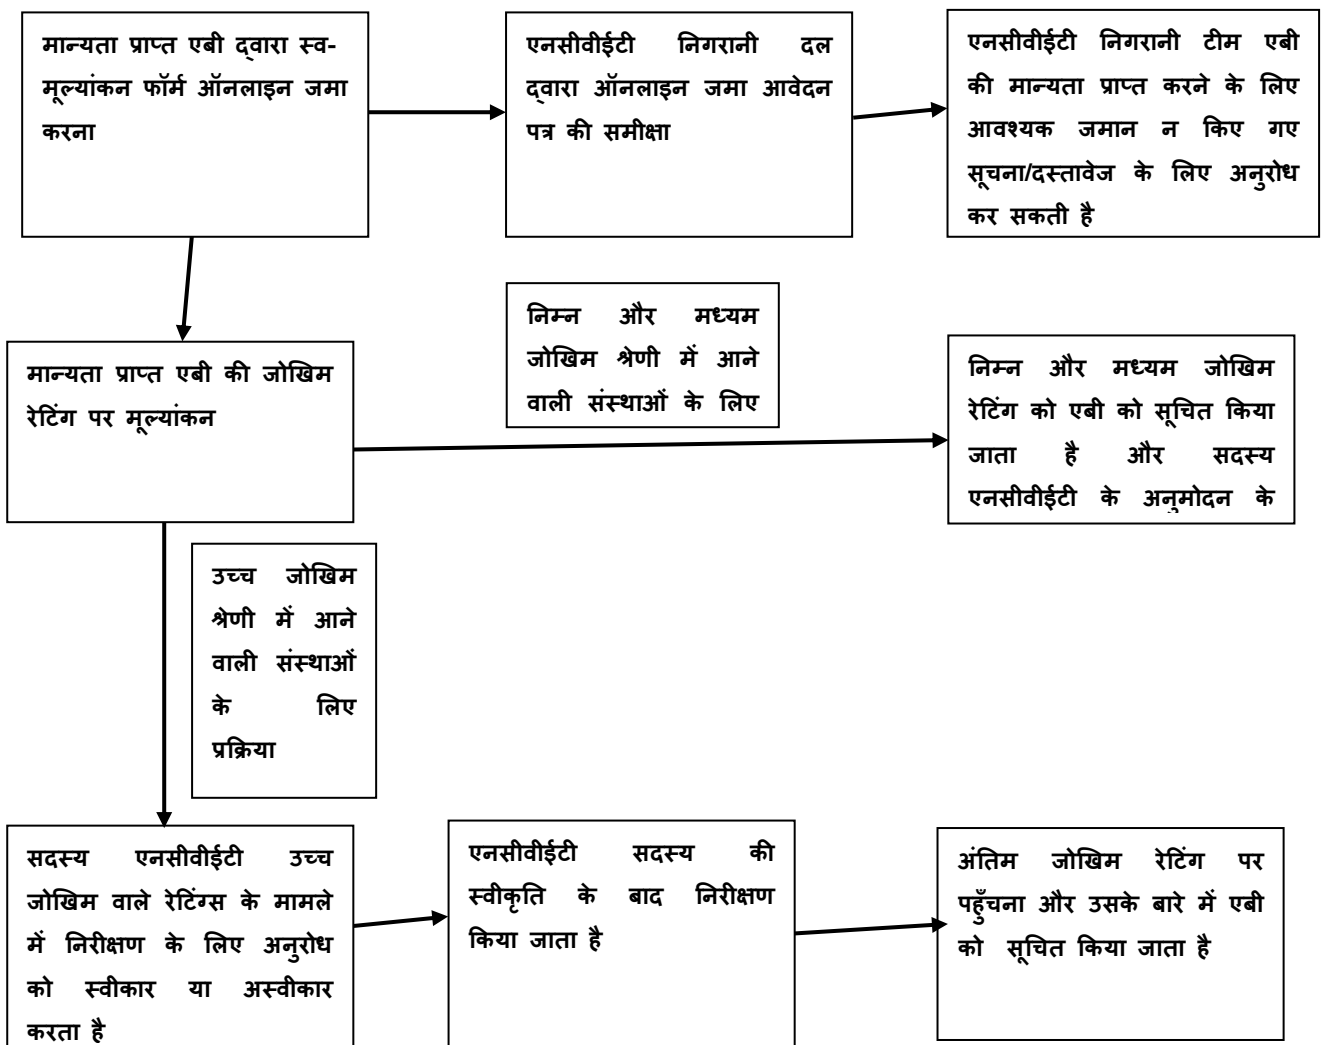 मान्यता प्राप्त एबी द्वारा स्व-
मूल्यांकन फॉर्म ऑनलाइन जमा
करना
एनसीवीईटी निगरानी दल
द्वारा ऑनलाइन जमा आवेदन
पत्र की समीक्षा
एनसीवीईटी निगरानी टीम एबी
की मान्यता प्राप्त करने के लिए
आवश्यक जमान न किए गए
सूचना/दस्तावेज के लिए अनुरोध
कर सकती है
निम्न और मध्यम
जोखिम श्रेणी में आने
वाली संस्थाओं के लिए
मान्यता प्राप्त एबी की जोखिम
रेटिंग पर मूल्यांकन
निम्न और मध्यम जोखिम
रेटिंग को एबी को सूचित किया
जाता है और सदस्य
एनसीवीईटी के अनुमोदन के
उच्च जोखिम
श्रेणी में आने
वाली संस्थाओं
के लिए
प्रक्रिया
सदस्य एनसीवीईटी उच्च
जोखिम वाले रेटिंग्स के मामले
में निरीक्षण के लिए अनुरोध
को स्वीकार या अस्वीकार
करता है
एनसीवीईटी सदस्य की
स्वीकृति के बाद निरीक्षण
किया जाता है
अंतिम जोखिम रेटिंग पर
पहुँचना और उसके बारे में एबी
को सूचित किया जाता है